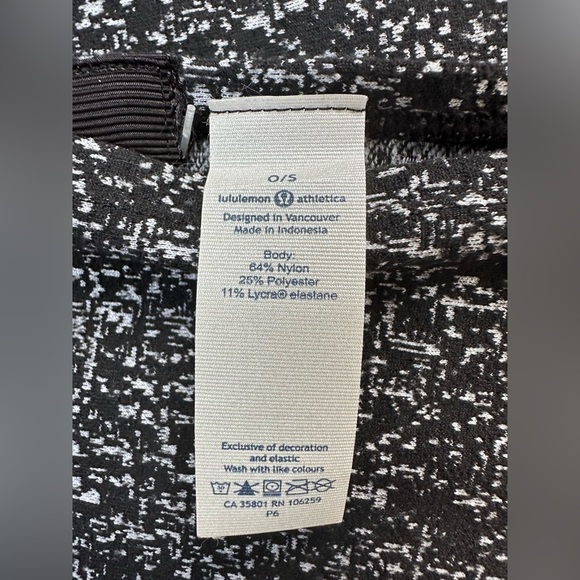 O/S
lululemon athletica
Designed in Vancouver
Made in Indonesia
Body:
64% Nylon
25% Polyester
11% Lycra® elastane
Exclusive of decoration
and elastic
Wash with like colours
CA 35801 RN 106259
P6